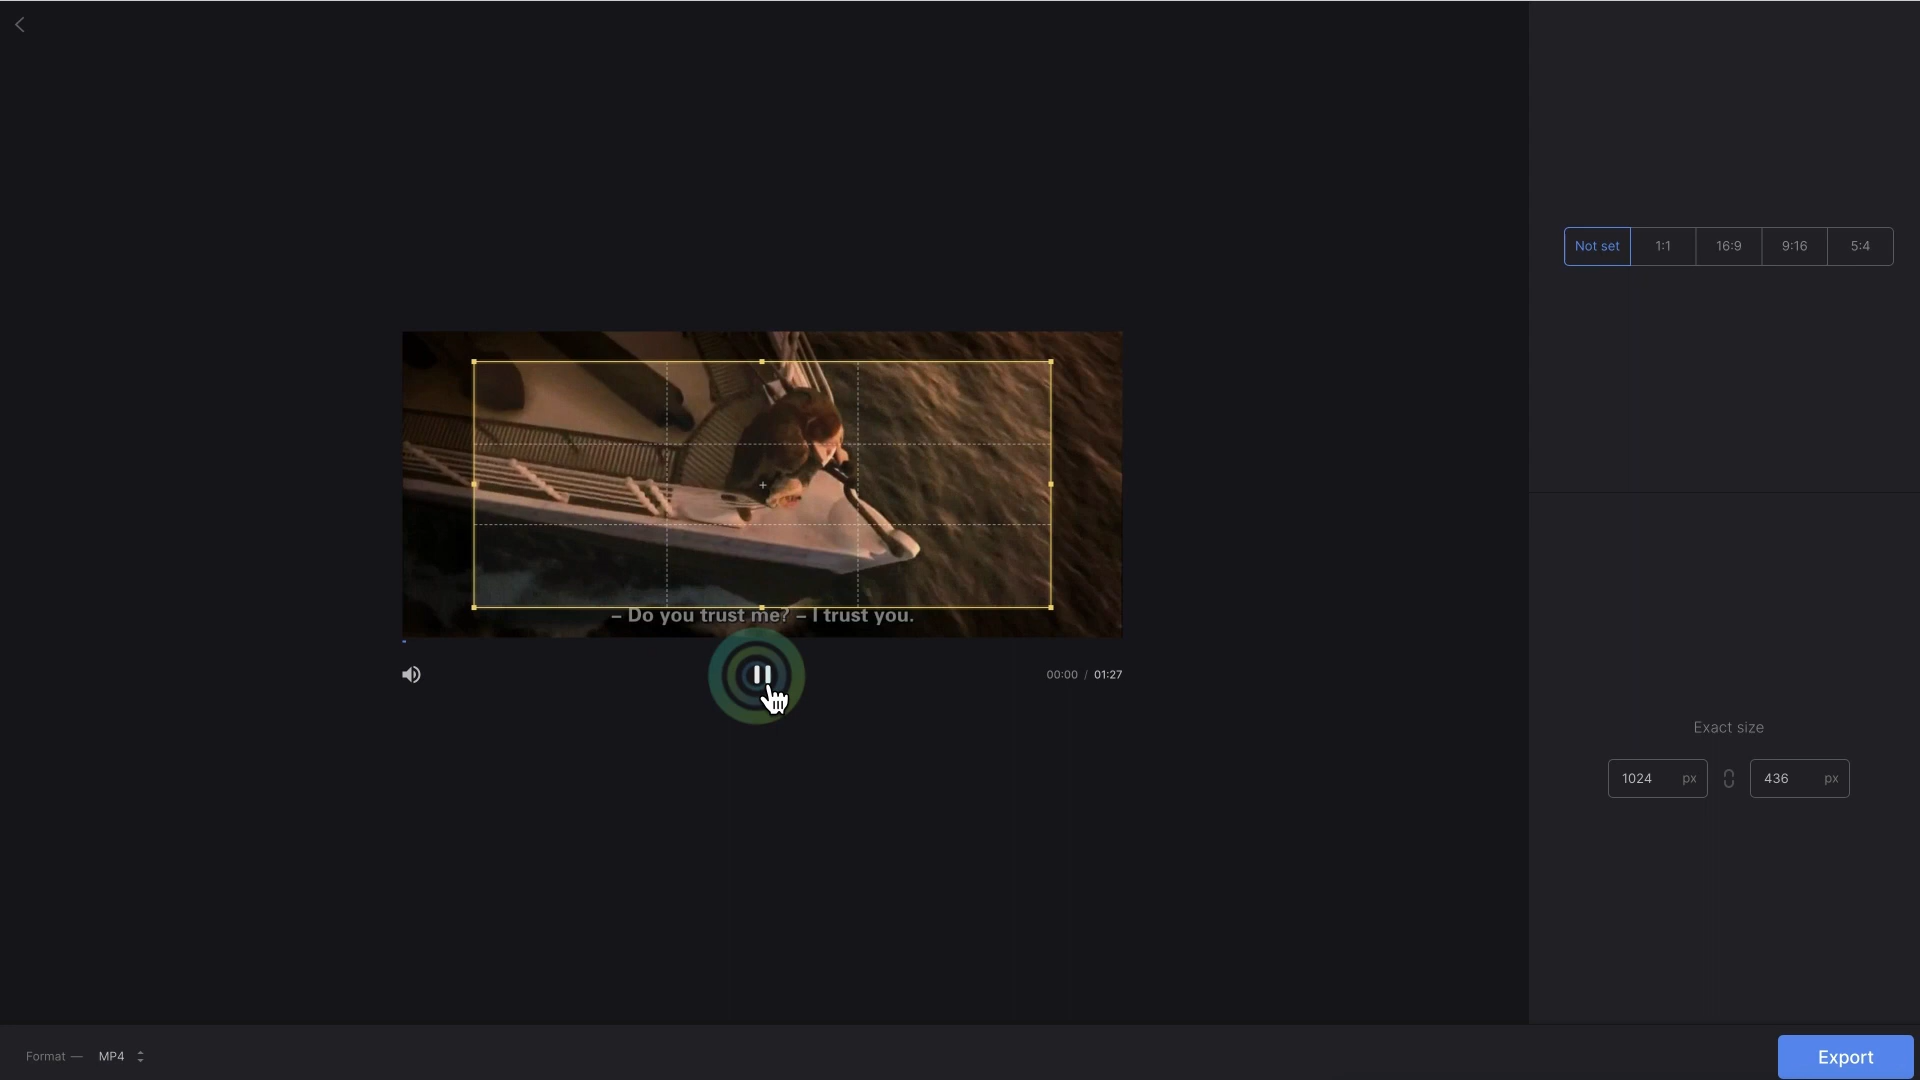 Not set 1:1 16:9 9:16 5:4
– Do you trust me? – I trust you.
00:00 / 01:27
Exact size
1024 px 436 px
Format — MP4
Export